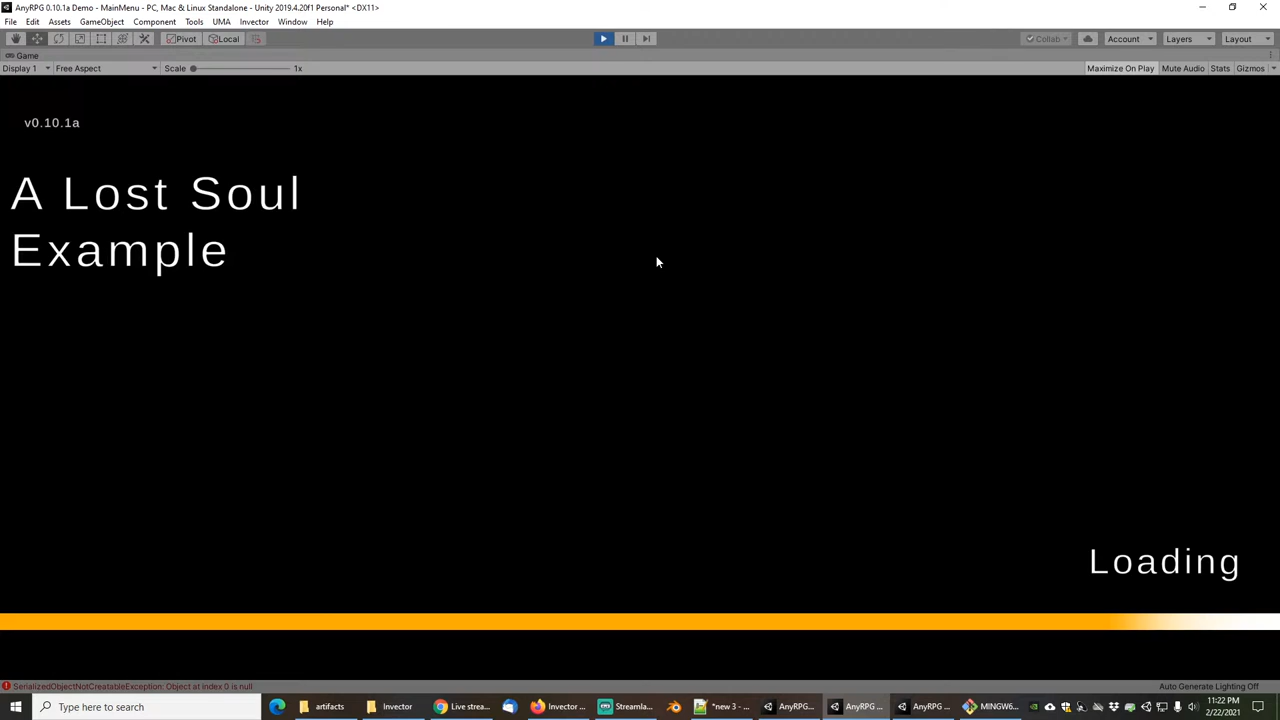 AnyRPG 0.10.1a Demo - MainMenu - PC, Mac & Linux Standalone - Unity 2019.4.20f1 Personal* <DX11>
File Edit Assets GameObject Component Tools UMA Invector Window Help
Pivot Local Collab Account Layers Layout
Game
Display 1 Free Aspect Scale 1x Maximize On Play Mute Audio Stats Gizmos
v0.10.1a
A Lost Soul
Example
Loading
SerializedObjectNotCreatableException: Object at index 0 is null
Auto Generate Lighting Off
Type here to search artifacts Invector Live strea... Invector ... Streamla... *new 3 - ... AnyRPG... AnyRPG ... AnyRPG ... MINGW6...
11:22 PM
2/22/2021